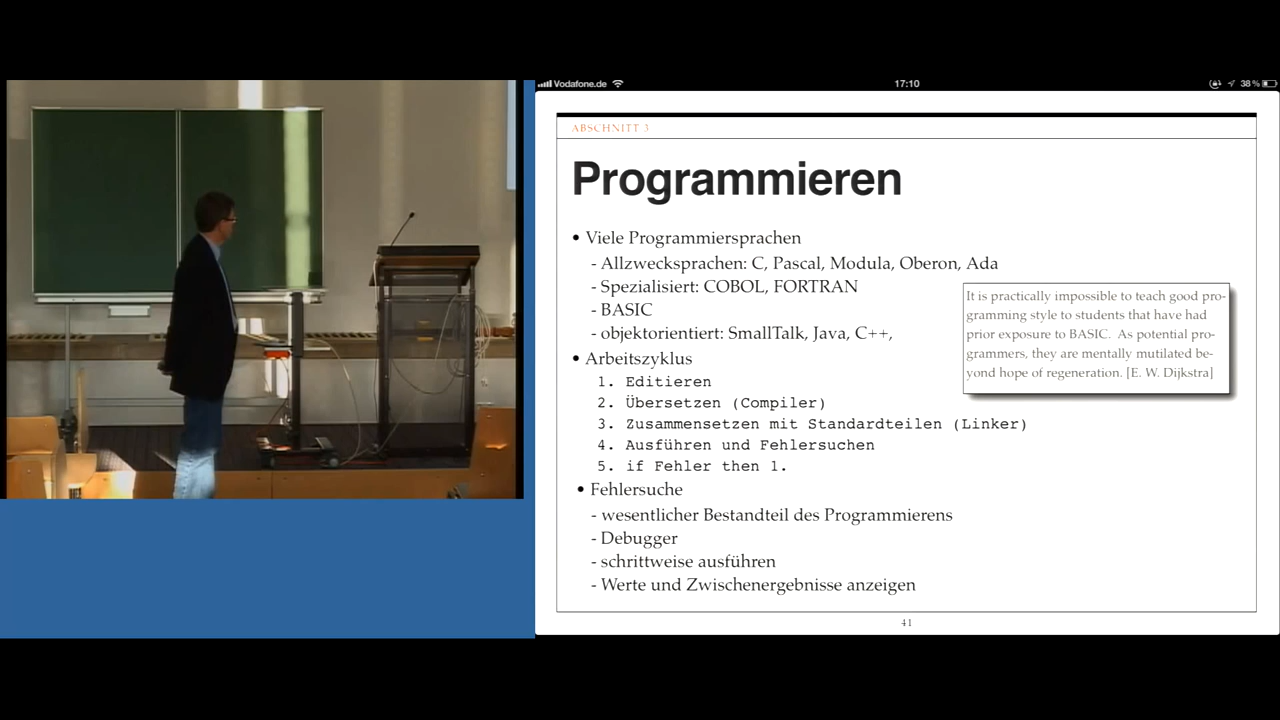 Vodafone.de
17:10
38 %
ABSCHNITT 3
Programmieren
• Viele Programmiersprachen
- Allzwecksprachen: C, Pascal, Modula, Oberon, Ada
- Spezialisiert: COBOL, FORTRAN
- BASIC
- objektorientiert: SmallTalk, Java, C++,
It is practically impossible to teach good pro-
gramming style to students that have had
prior exposure to BASIC. As potential pro-
grammers, they are mentally mutilated be-
yond hope of regeneration. [E. W. Dijkstra]
• Arbeitszyklus
1. Editieren
2. Übersetzen (Compiler)
3. Zusammensetzen mit Standardteilen (Linker)
4. Ausführen und Fehlersuchen
5. if Fehler then 1.
• Fehlersuche
- wesentlicher Bestandteil des Programmierens
- Debugger
- schrittweise ausführen
- Werte und Zwischenergebnisse anzeigen
41